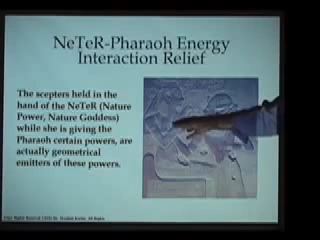 NeTeR-Pharaoh Energy
Interaction Relief
The scepters held in the
hand of the NeTeR (Nature
Power, Nature Goddess)
while she is giving the
Pharaoh certain powers, are
actually geometrical
emitters of these powers.